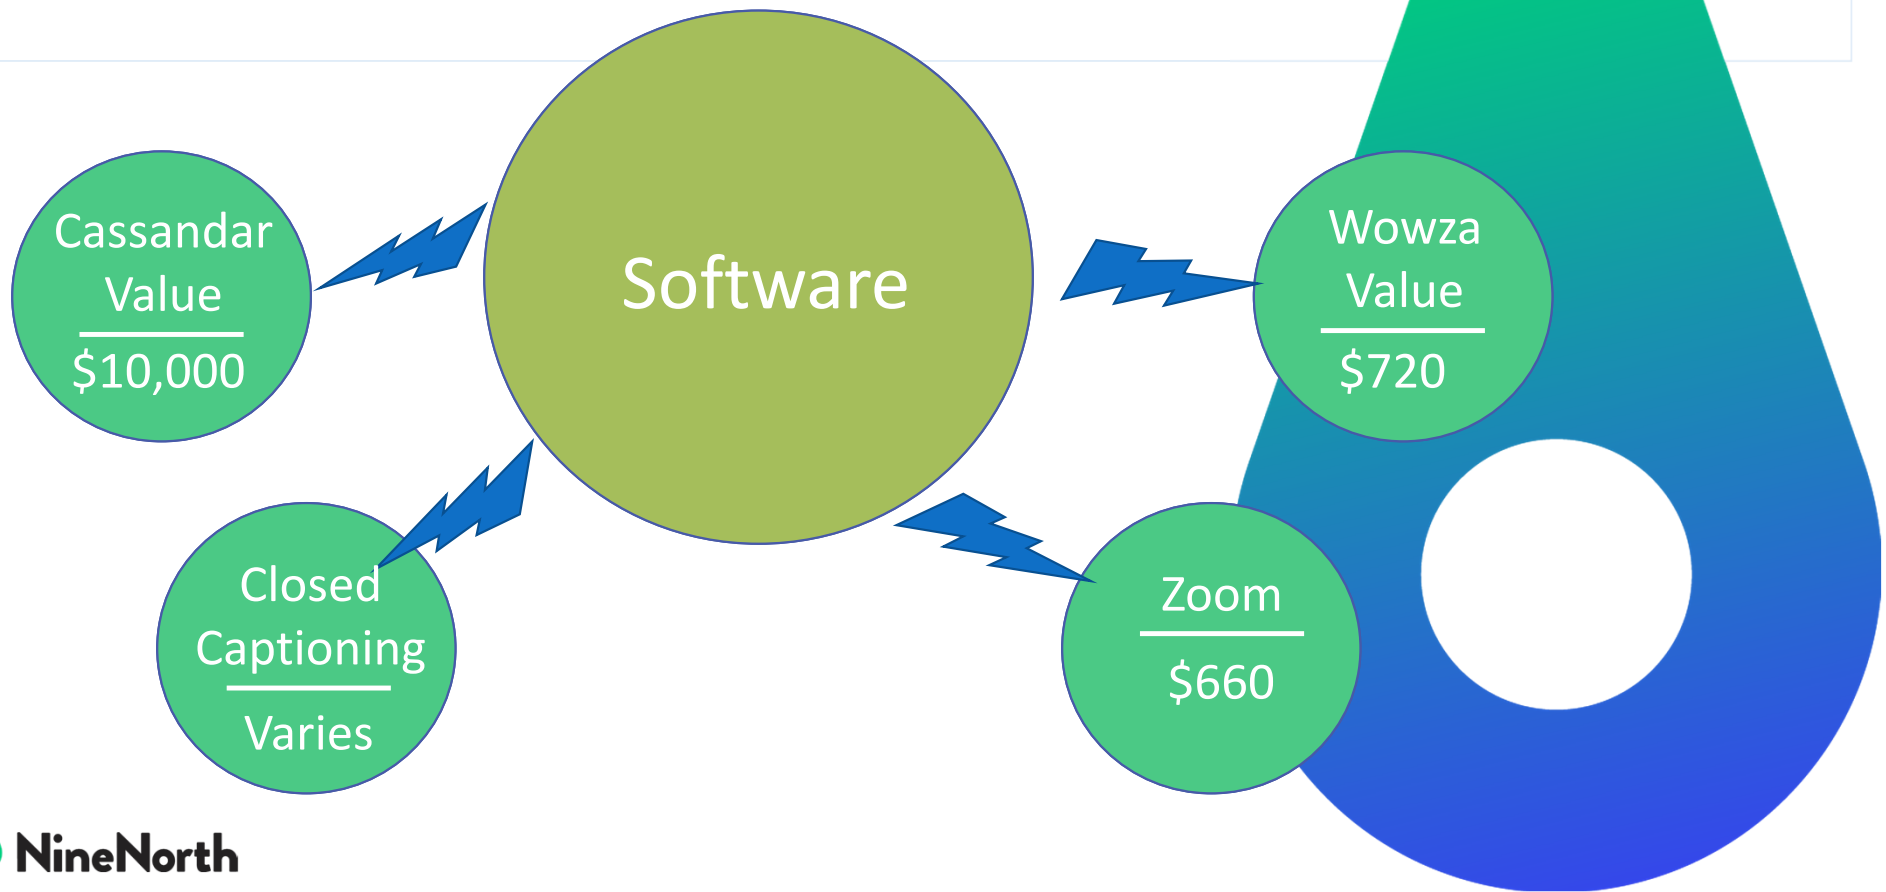 Software
Cassandar
Value
$10,000
Wowza
Value
$720
Closed
Captioning
Varies
Zoom
$660
NineNorth